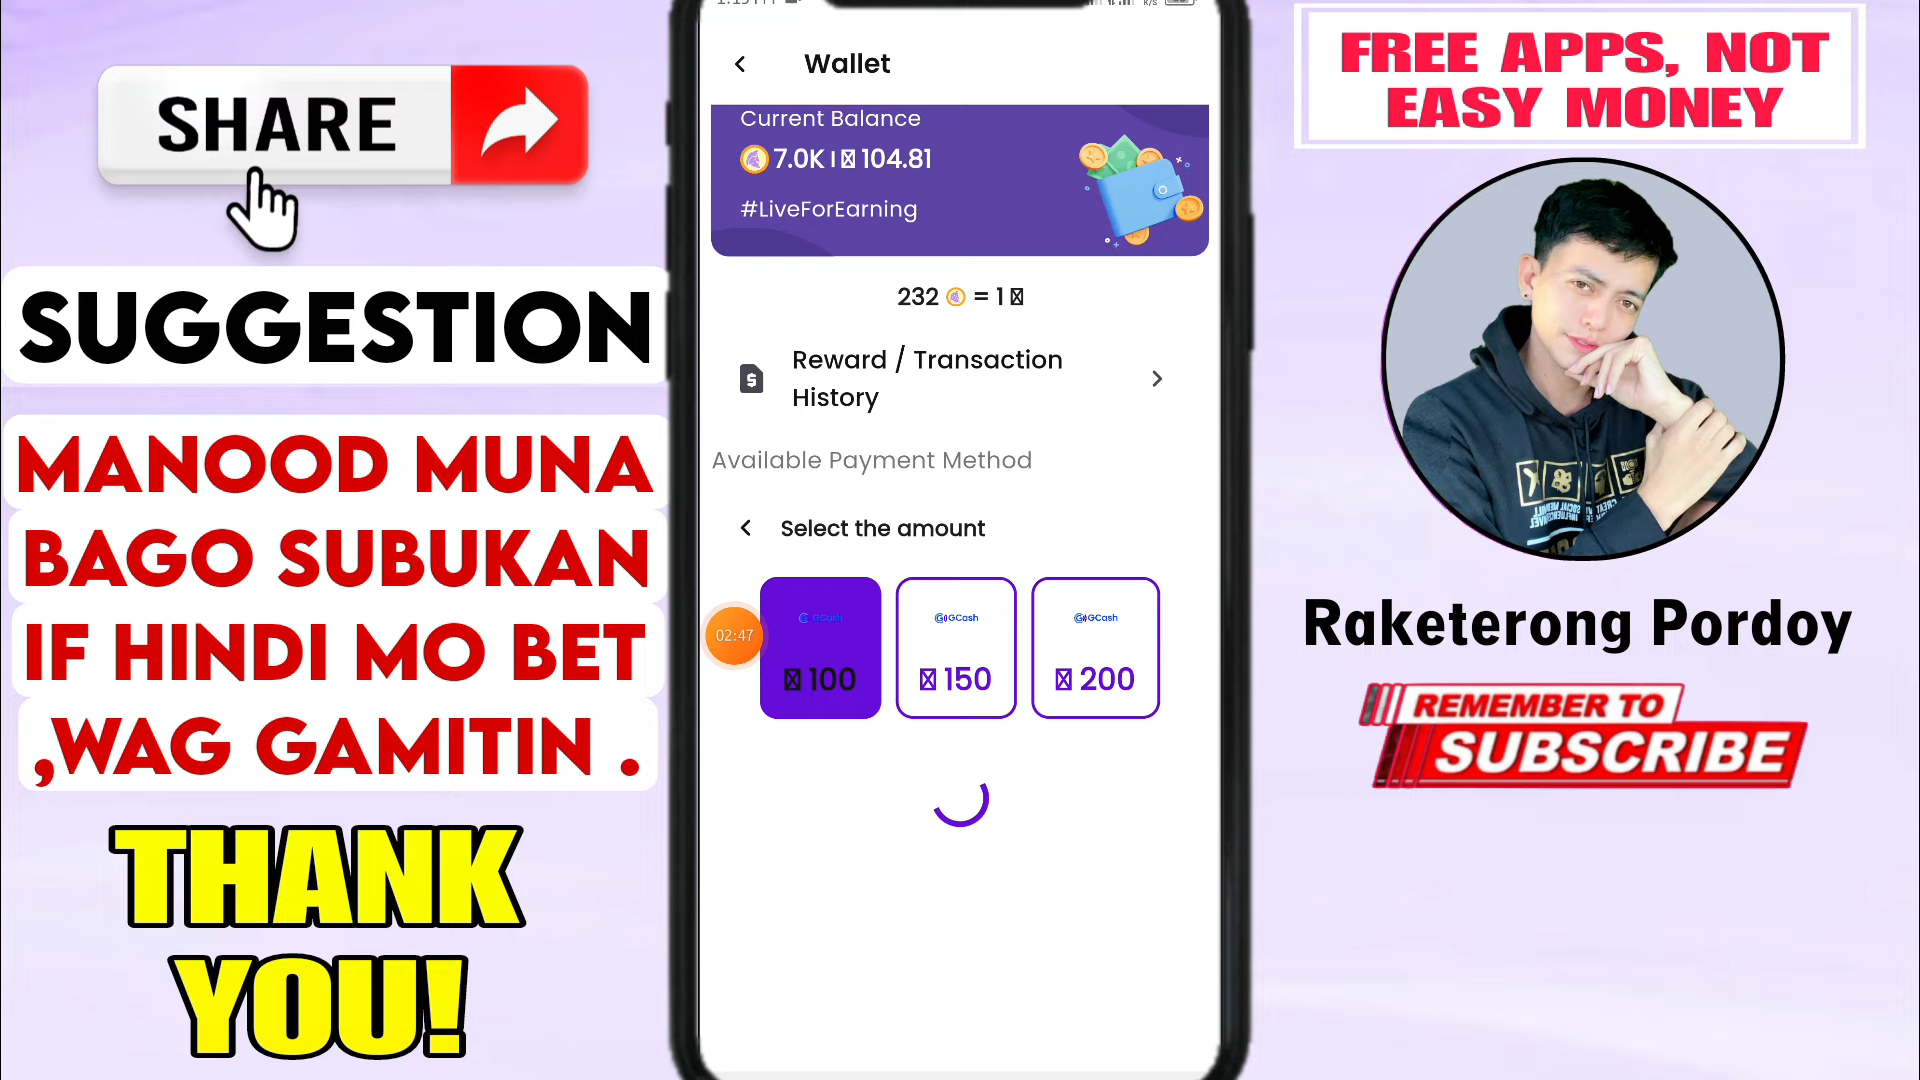 SHARE
SUGGESTION
MANOOD MUNA
BAGO SUBUKAN
IF HINDI MO BET
,WAG GAMITIN .
THANK
YOU!
Wallet
Current Balance
7.0K | 104.81
#LiveForEarning
232 = 1
Reward / Transaction
History
Available Payment Method
Select the amount
GCash
100
GCash
150
GCash
200
02:47
FREE APPS, NOT
EASY MONEY
Raketerong Pordoy
REMEMBER TO
SUBSCRIBE